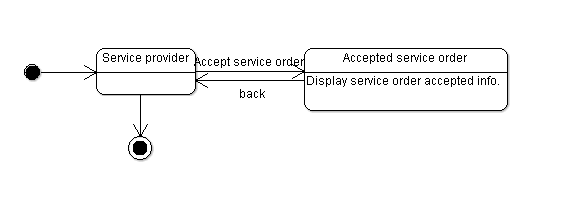 Service provider
Accept service order
Accepted service order
Display service order accepted info.
back